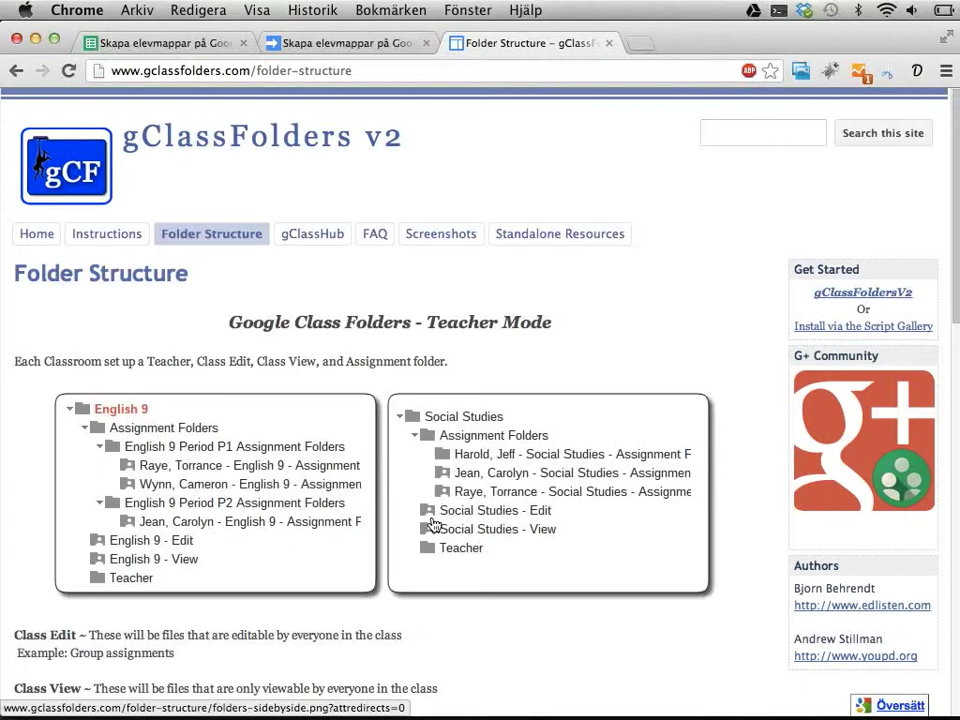 Chrome Arkiv Redigera Visa Historik Bokmärken Fönster Hjälp
Skapa elevmappar på Goo Skapa elevmappar på Goo Folder Structure – gClassF
www.gclassfolders.com/folder-structure
gClassFolders v2
gCF
Search this site
Home Instructions Folder Structure gClassHub FAQ Screenshots Standalone Resources
Folder Structure
Google Class Folders - Teacher Mode
Each Classroom set up a Teacher, Class Edit, Class View, and Assignment folder.
English 9
Assignment Folders
English 9 Period P1 Assignment Folders
Raye, Torrance - English 9 - Assignment
Wynn, Cameron - English 9 - Assignmen
English 9 Period P2 Assignment Folders
Jean, Carolyn - English 9 - Assignment F
English 9 - Edit
English 9 - View
Teacher
Social Studies
Assignment Folders
Harold, Jeff - Social Studies - Assignment F
Jean, Carolyn - Social Studies - Assignmen
Raye, Torrance - Social Studies - Assignme
Social Studies - Edit
Social Studies - View
Teacher
Class Edit ~ These will be files that are editable by everyone in the class
Example: Group assignments
Class View ~ These will be files that are only viewable by everyone in the class
Get Started
gClassFoldersV2
Or
Install via the Script Gallery
G+ Community
g+
Authors
Bjorn Behrendt
http://www.edlisten.com
Andrew Stillman
http://www.youpd.org
Översätt
www.gclassfolders.com/folder-structure/folders-sidebyside.png?attredirects=0